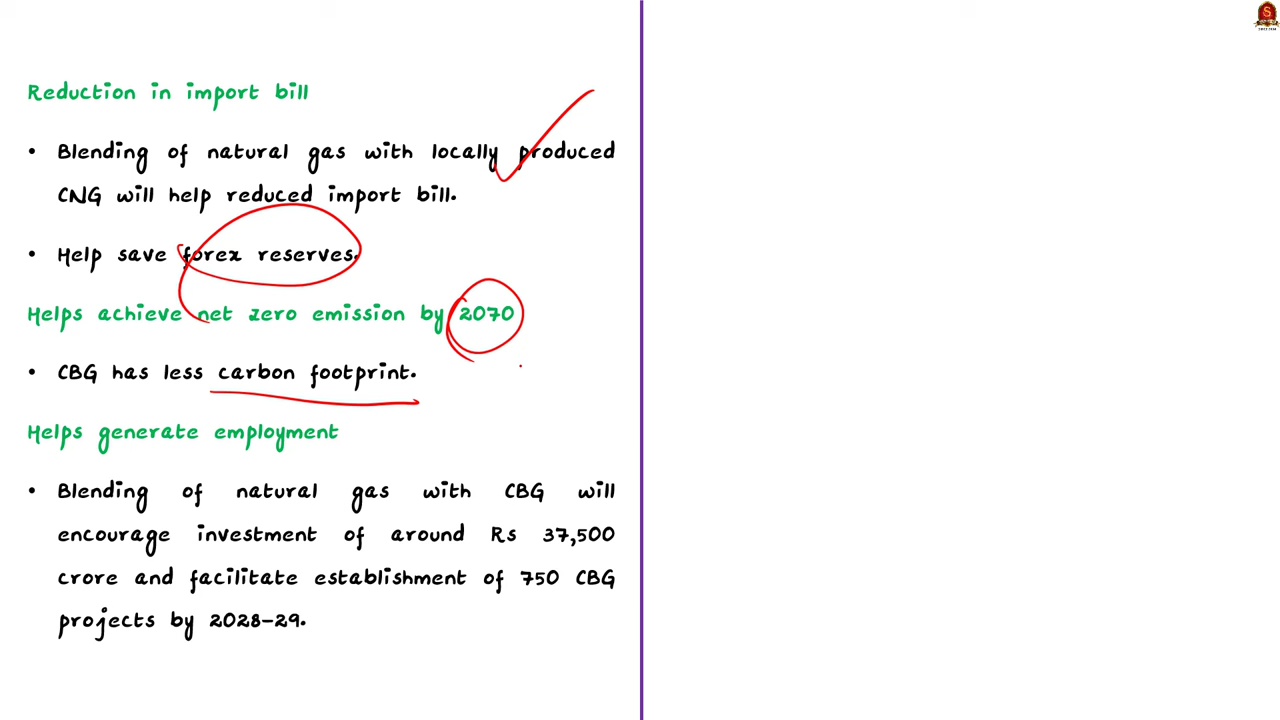 Reduction in import bill
• Blending of natural gas with locally produced
CNG will help reduced import bill.
• Help save forex reserves.
Helps achieve net zero emission by 2070
• CBG has less carbon footprint.
Helps generate employment
• Blending of natural gas with CBG will
encourage investment of around Rs 37,500
crore and facilitate establishment of 750 CBG
projects by 2028-29.